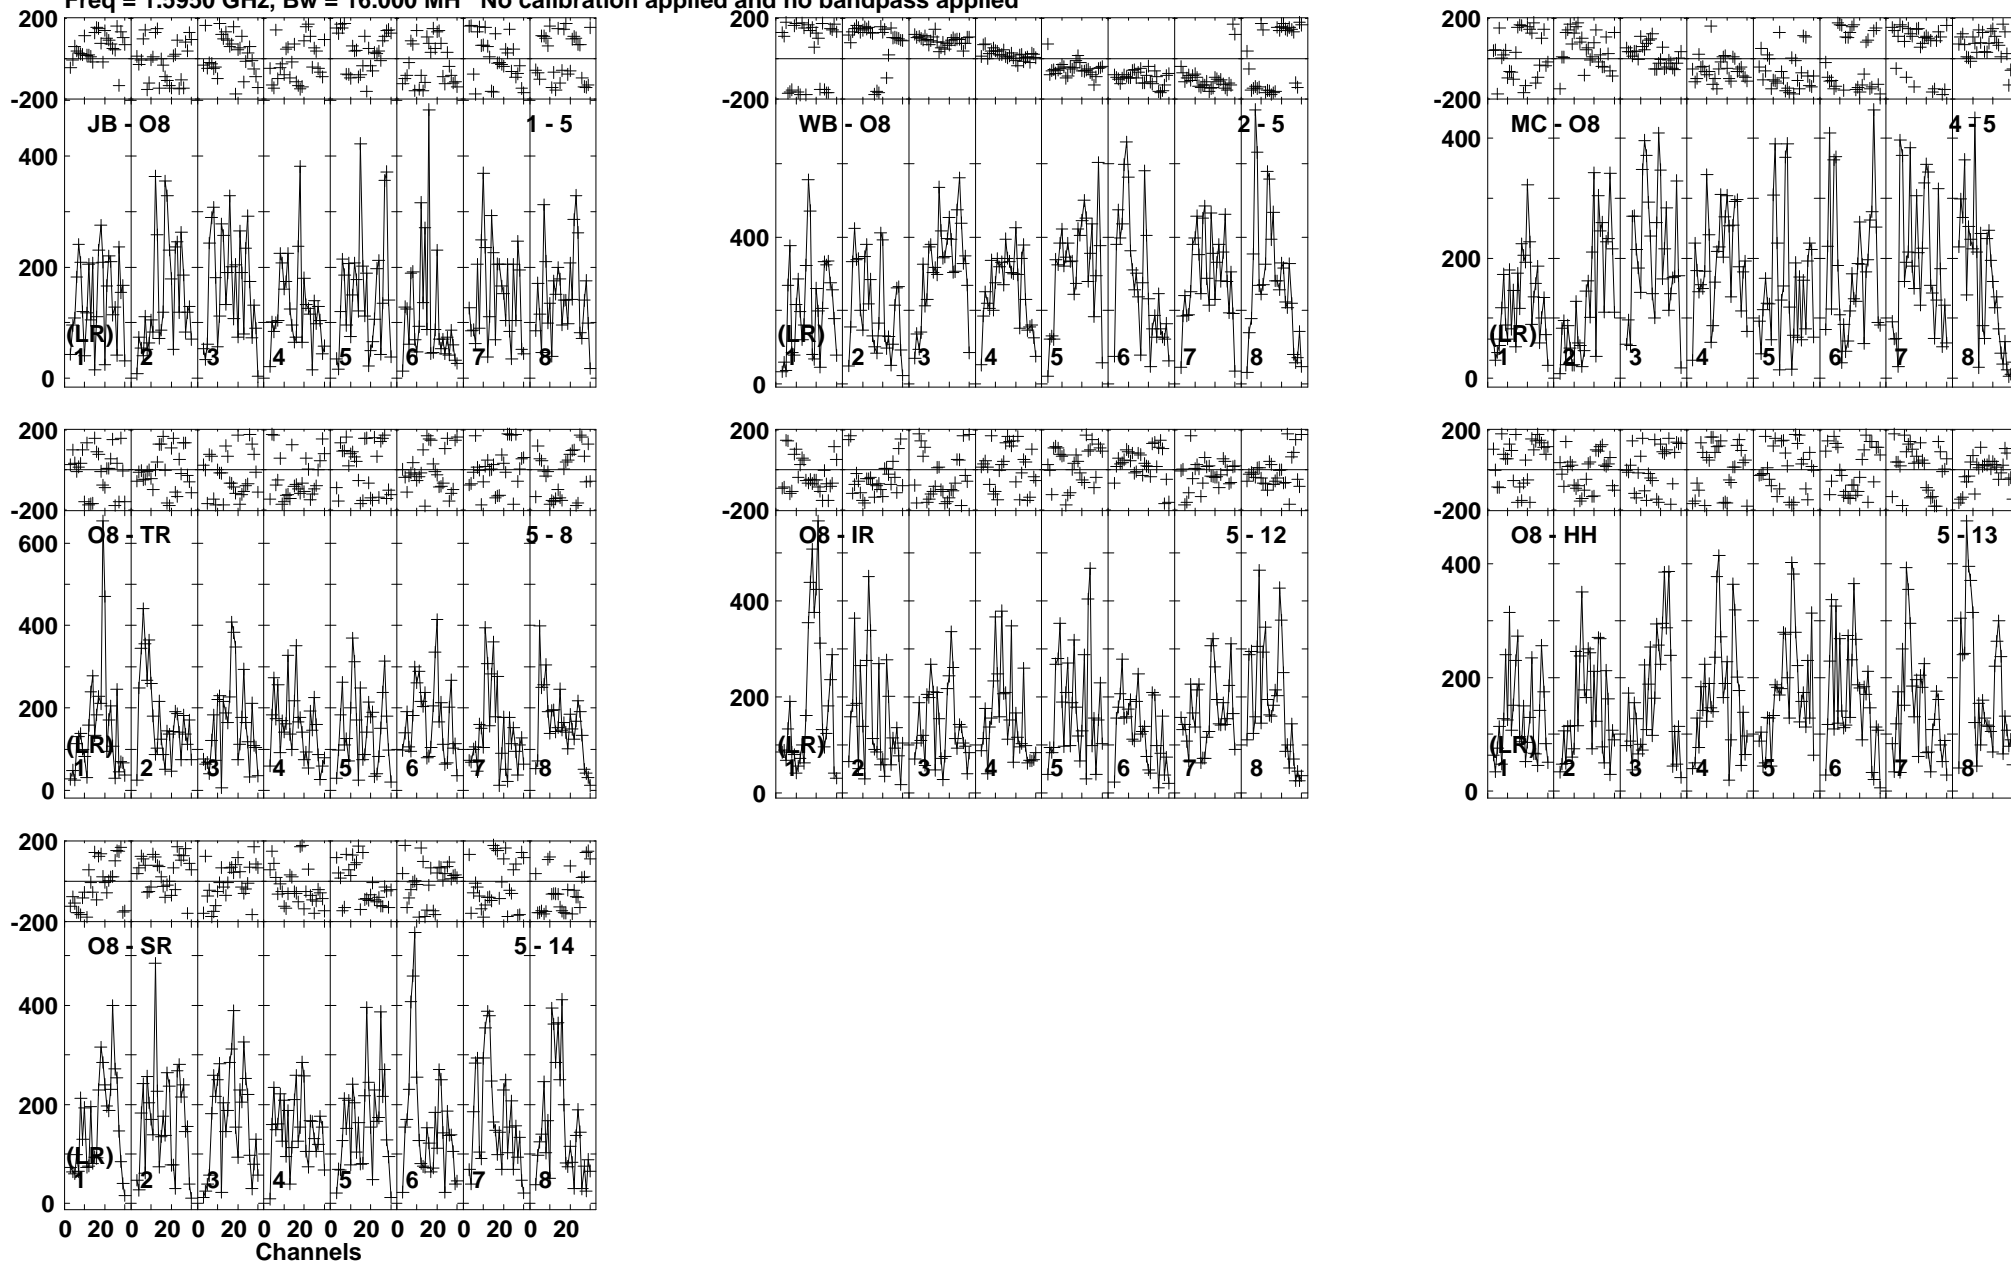 Freq = 1.5950 GHz, Bw = 16.000 MH No calibration applied and no bandpass applied
200
-200
JB - O8
1 - 5
400
200
0
(LR)
1 2 3 4 5 6 7 8
200
-200
WB - O8
2 - 5
400
0
(LR)
1 2 3 4 5 6 7 8
200
-200
MC - O8
4 - 5
400
200
0
(LR)
1 2 3 4 5 6 7 8
200
-200
O8 - TR
5 - 8
600
400
200
0
(LR)
1 2 3 4 5 6 7 8
200
-200
O8 - IR
5 - 12
400
200
0
(LR)
1 2 3 4 5 6 7 8
200
-200
O8 - HH
5 - 13
400
200
0
(LR)
1 2 3 4 5 6 7 8
200
-200
O8 - SR
5 - 14
400
200
0
(LR)
1 2 3 4 5 6 7 8
0 20 0 20 0 20 0 20 0 20 0 20 0 20 0 20
Channels